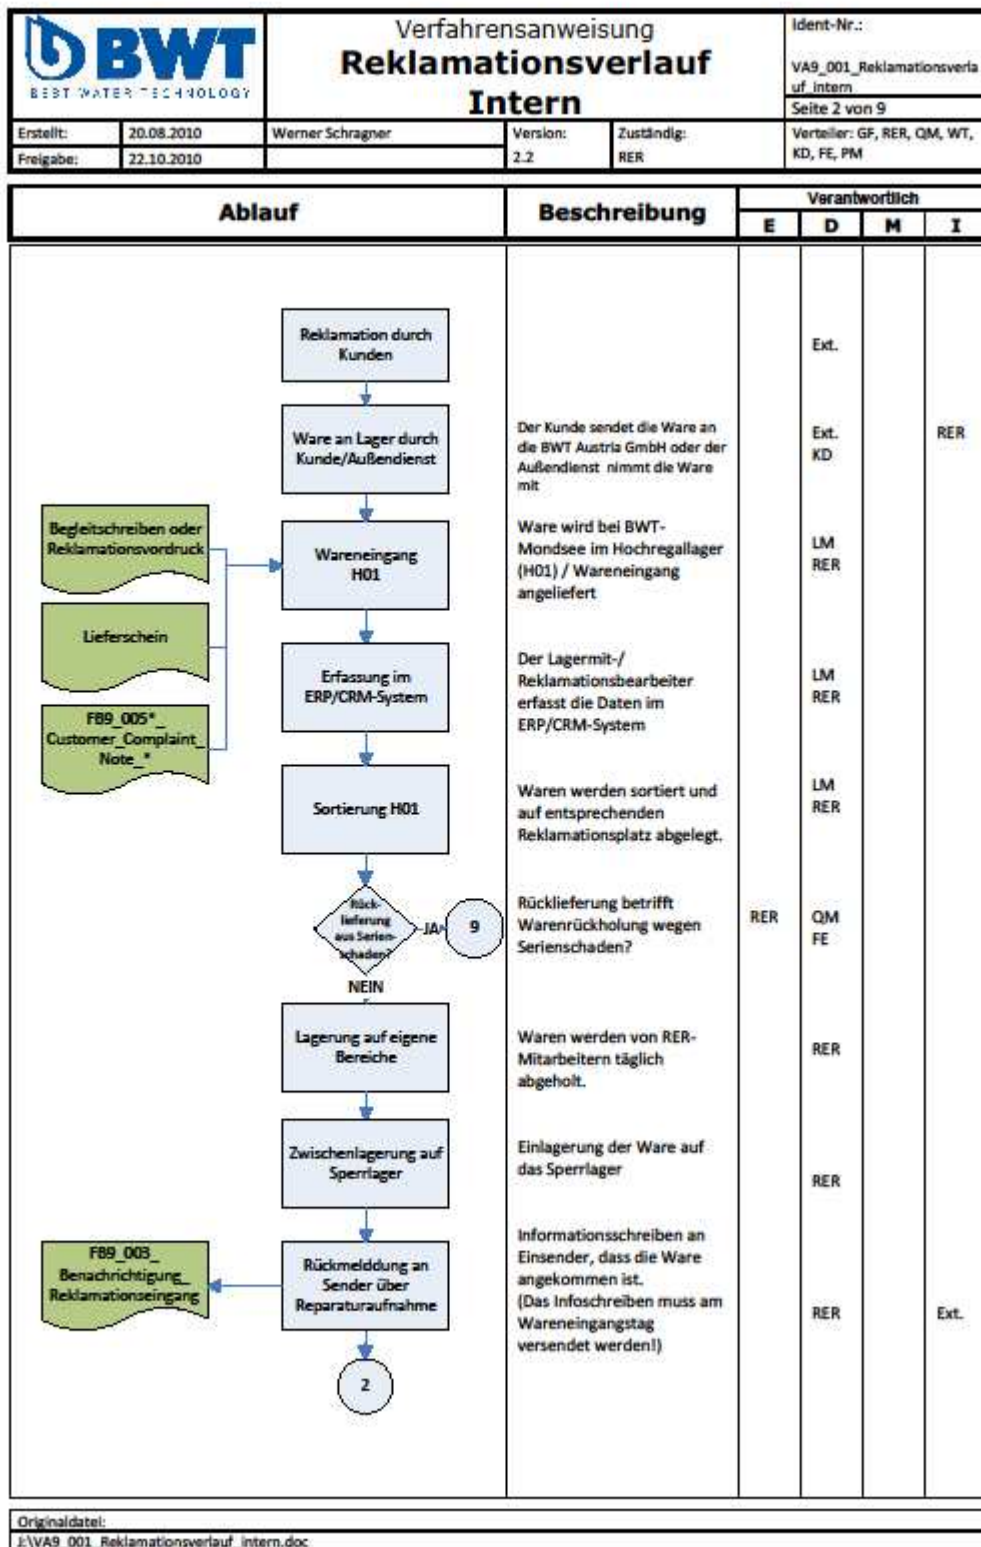 BWT
BEST WATER TECHNOLOGY
Verfahrensanweisung
Reklamationsverlauf
Intern
Ident-Nr.:
VA9_001_Reklamationsverla
uf_intern
Seite 2 von 9
Erstellt: 20.08.2010 Werner Schragner Version: Zuständig: Verteiler: GF, RER, QM, WT,
Freigabe: 22.10.2010 2.2 RER KD, FE, PM
Ablauf Beschreibung Verantwortlich
E D M I
Reklamation durch
Kunden
Ext.
Ware an Lager durch
Kunde/Außendienst
Der Kunde sendet die Ware an
die BWT Austria GmbH oder der
Außendienst nimmt die Ware
mit
Ext.
KD
RER
Begleitschreiben oder
Reklamationsvordruck
Lieferschein
FB9_005*_
Customer_Complaint_
Note_*
Wareneingang
H01
Ware wird bei BWT-
Mondsee im Hochregallager
(H01) / Wareneingang
angeliefert
LM
RER
Erfassung im
ERP/CRM-System
Der Lagermit-/
Reklamationsbearbeiter
erfasst die Daten im
ERP/CRM-System
LM
RER
Sortierung H01
Waren werden sortiert und
auf entsprechenden
Reklamationsplatz abgelegt.
LM
RER
Rück-
lieferung
aus Serien-
schaden?
JA
9
NEIN
Rücklieferung betrifft
Warenrückholung wegen
Serienschaden?
RER
QM
FE
Lagerung auf eigene
Bereiche
Waren werden von RER-
Mitarbeitern täglich
abgeholt.
RER
Zwischenlagerung auf
Sperrlager
Einlagerung der Ware auf
das Sperrlager
RER
FB9_003_
Benachrichtigung_
Reklamationseingang
Rückmelddung an
Sender über
Reparaturaufnahme
Informationsschreiben an
Einsender, dass die Ware
angekommen ist.
(Das Infoschreiben muss am
Wareneingangstag
versendet werden!)
RER
Ext.
2
Originaldatei:
J:\VA9_001_Reklamationsverlauf_intern.doc